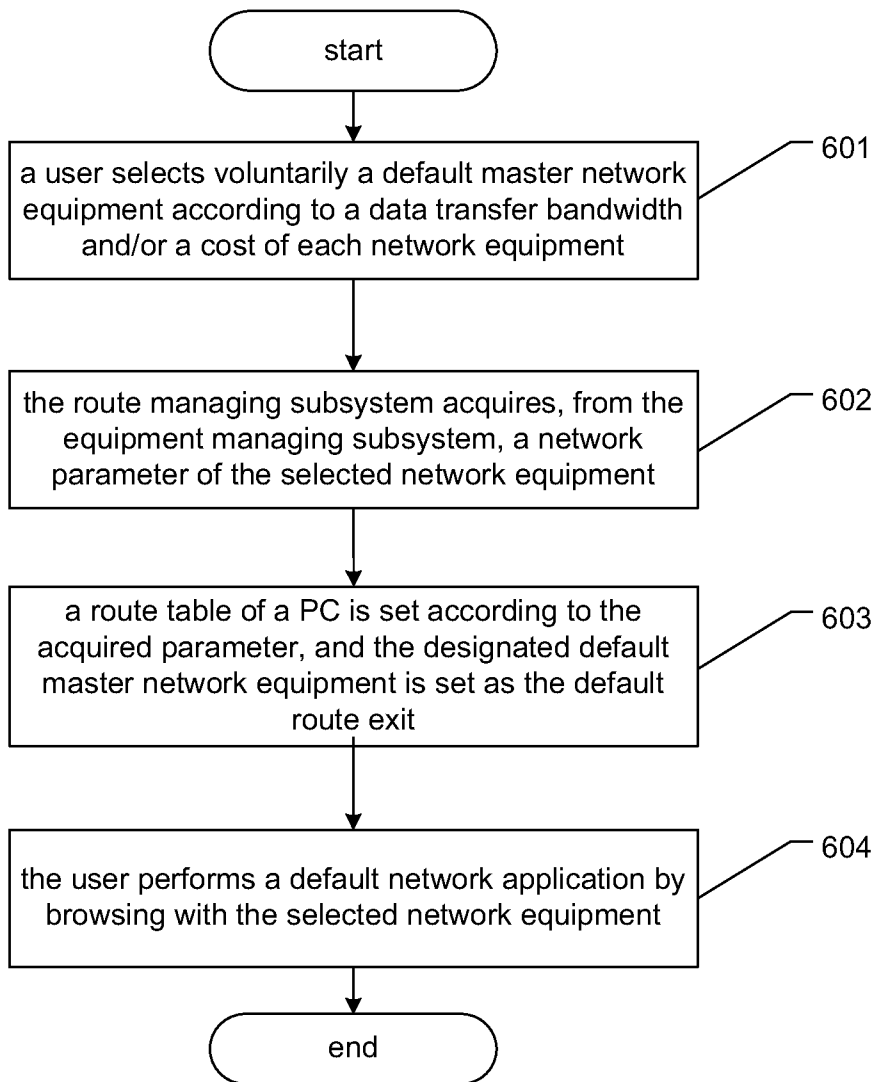 start
a user selects voluntarily a default master network
equipment according to a data transfer bandwidth
and/or a cost of each network equipment
601
the route managing subsystem acquires, from the
equipment managing subsystem, a network
parameter of the selected network equipment
602
a route table of a PC is set according to the
acquired parameter, and the designated default
master network equipment is set as the default
route exit
603
the user performs a default network application by
browsing with the selected network equipment
604
end